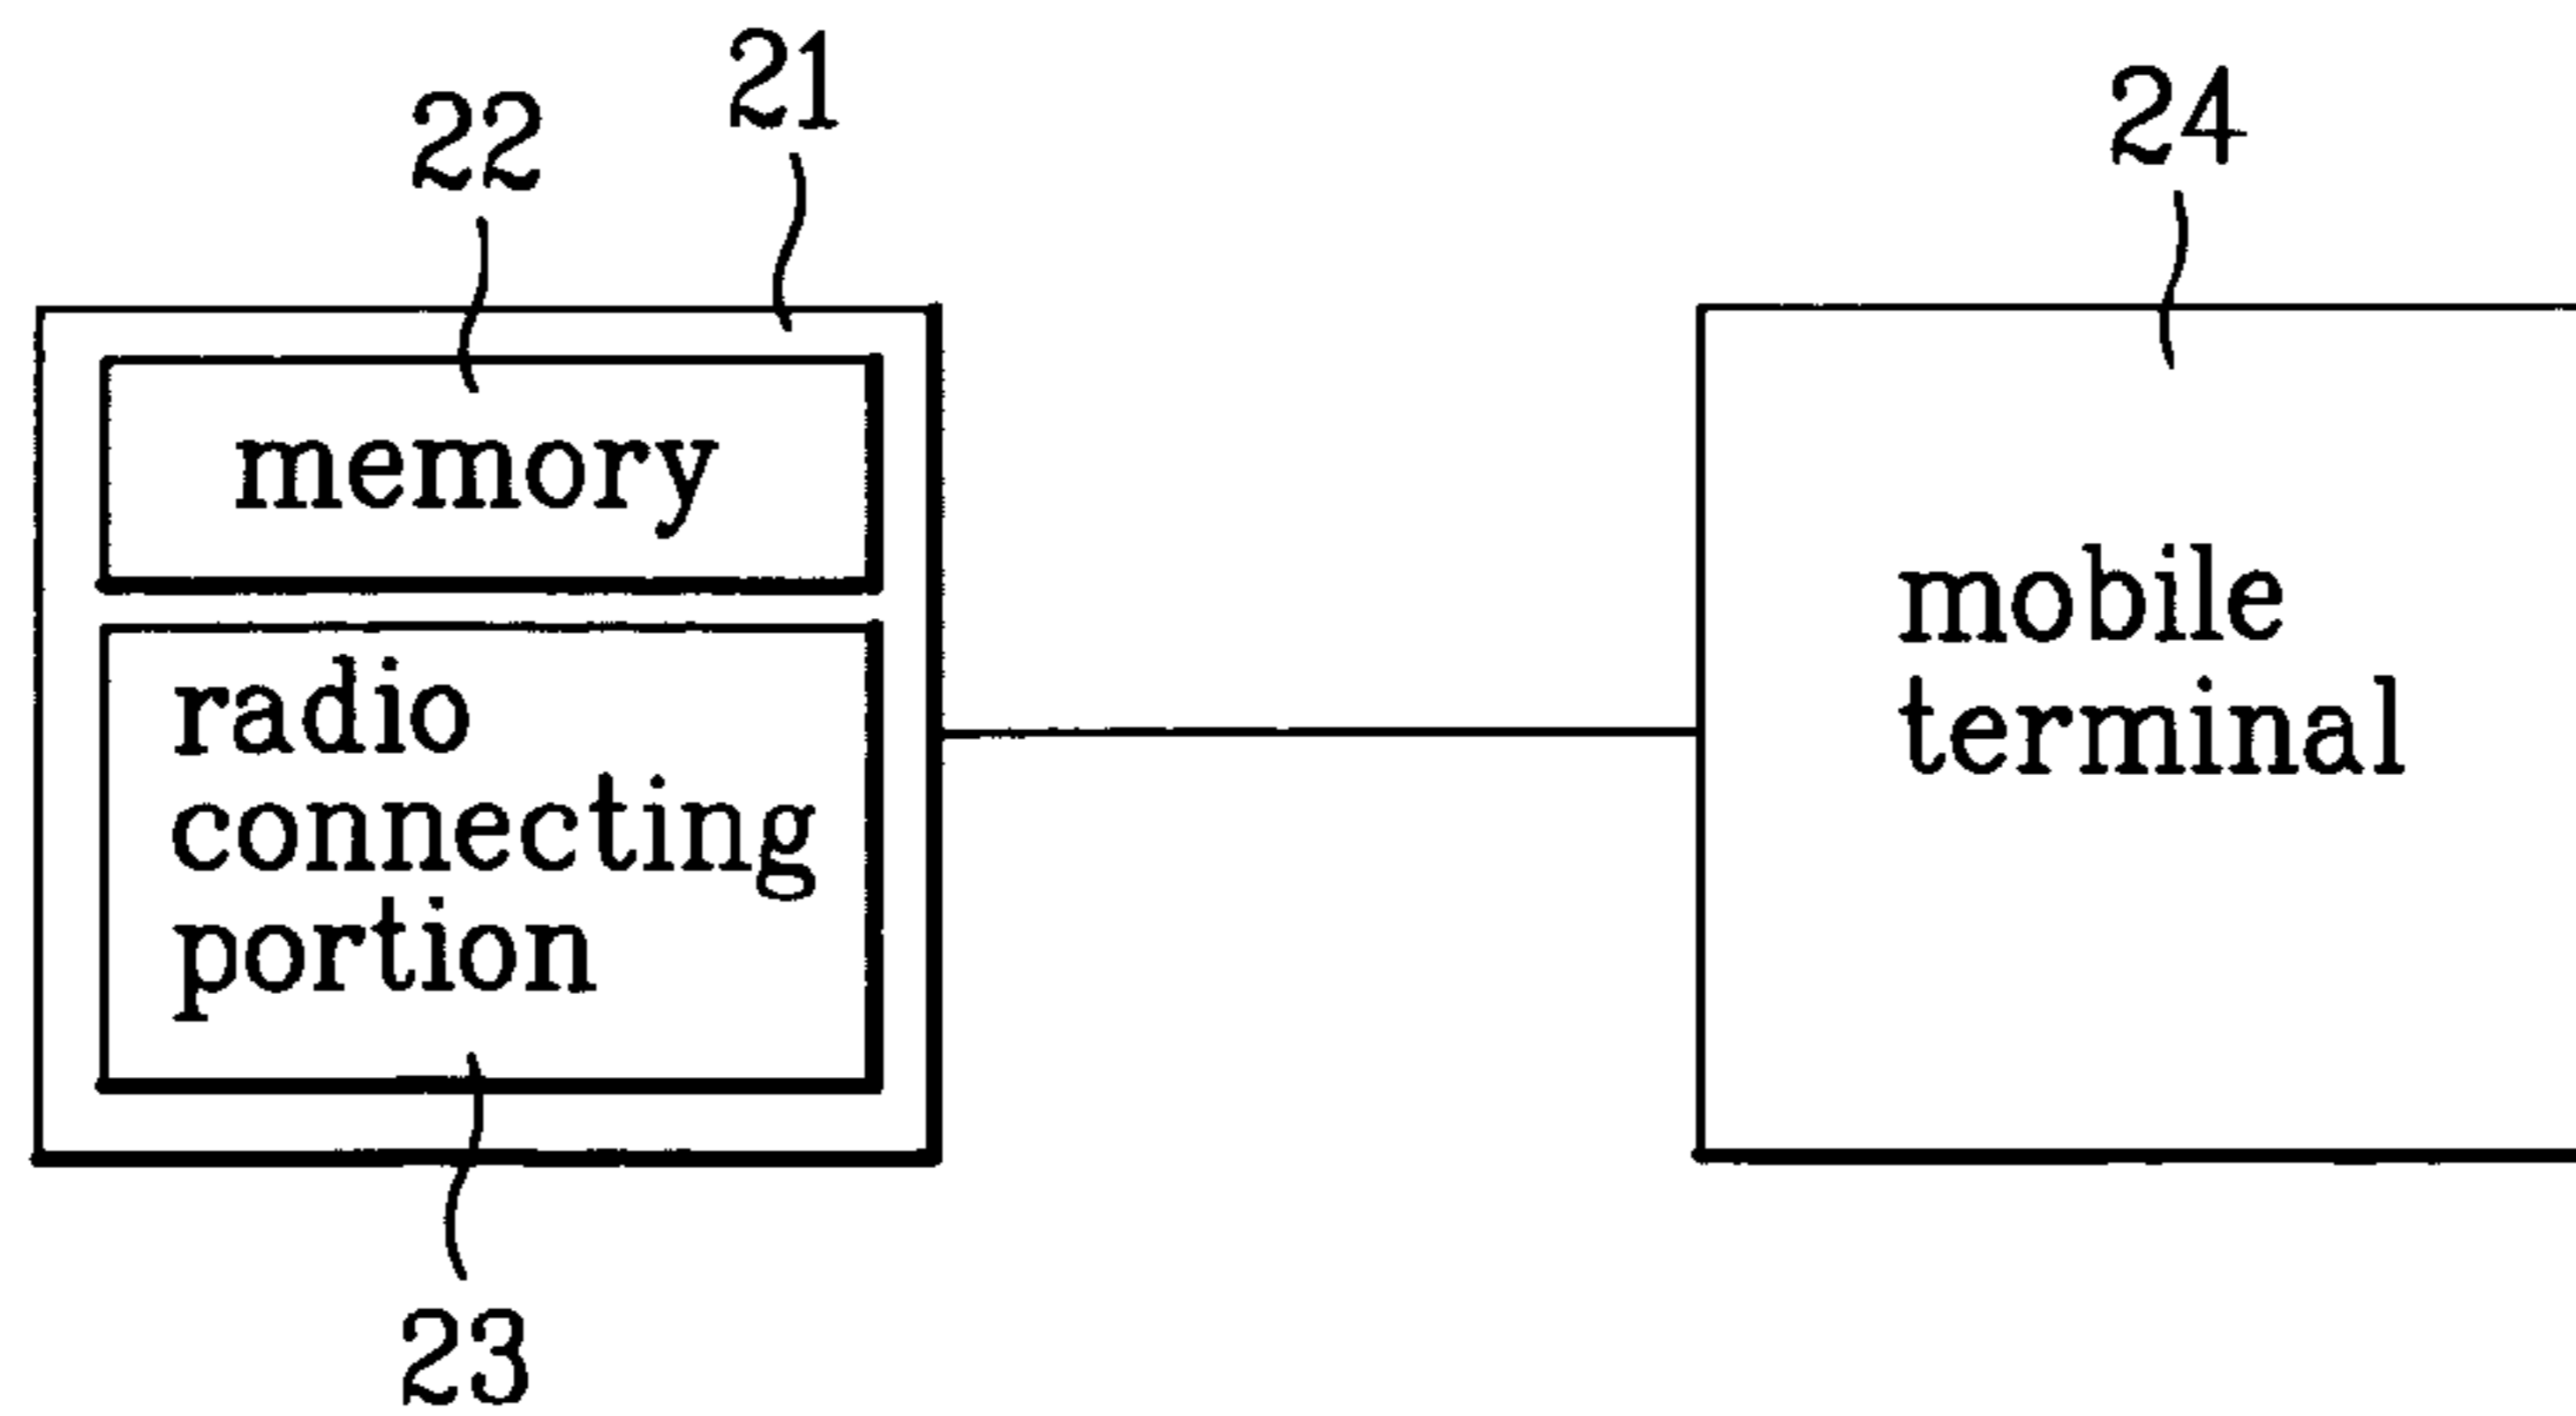 21
22
24
memory
radio
connecting
portion
mobile
terminal
23